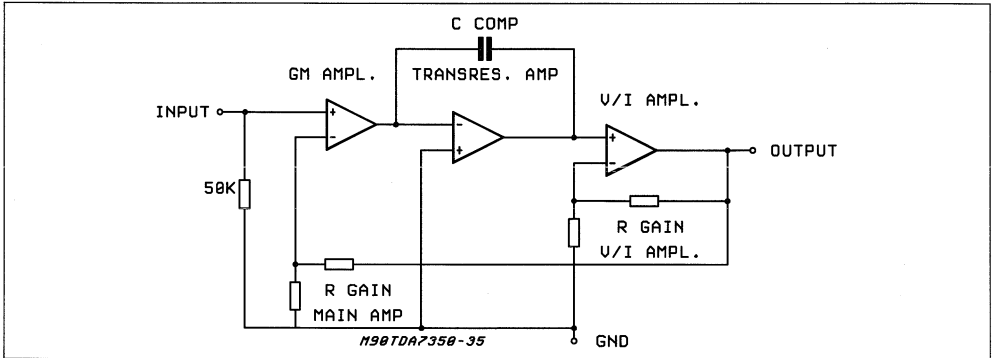 C COMP
GM AMPL.
TRANSRES. AMP
V/I AMPL.
INPUT
+
-
-
+
+
-
OUTPUT
50K
R GAIN
V/I AMPL.
R GAIN
MAIN AMP
M90TDA7350-35
GND